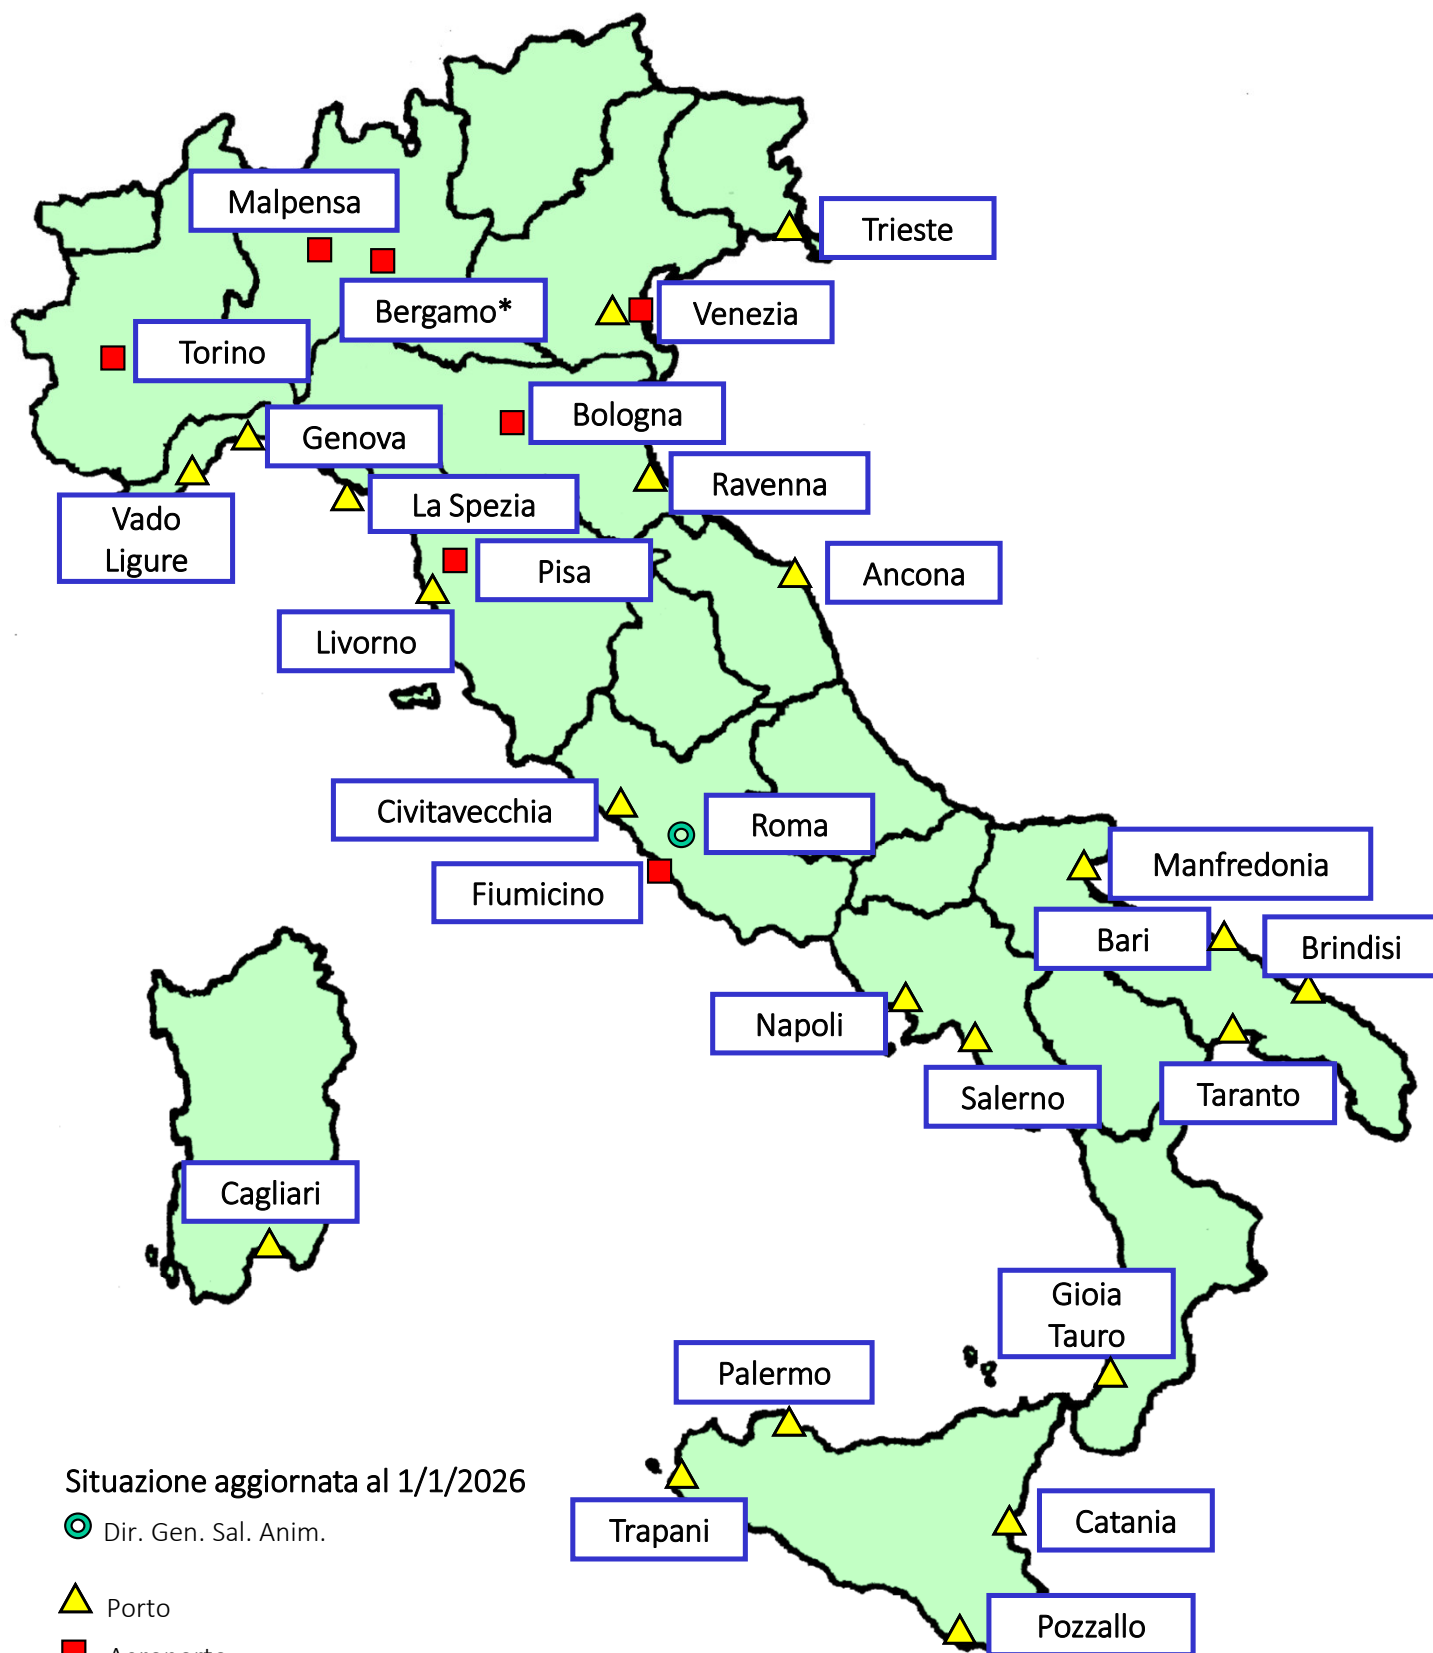 Malpensa
Trieste
Bergamo*
Venezia
Torino
Bologna
Genova
Ravenna
La Spezia
Vado
Ligure
Pisa
Ancona
Livorno
Civitavecchia
Roma
Manfredonia
Fiumicino
Bari
Brindisi
Napoli
Salerno
Taranto
Cagliari
Gioia
Tauro
Palermo
Situazione aggiornata al 1/1/2026
Dir. Gen. Sal. Anim.
Trapani
Catania
Porto
Pozzallo